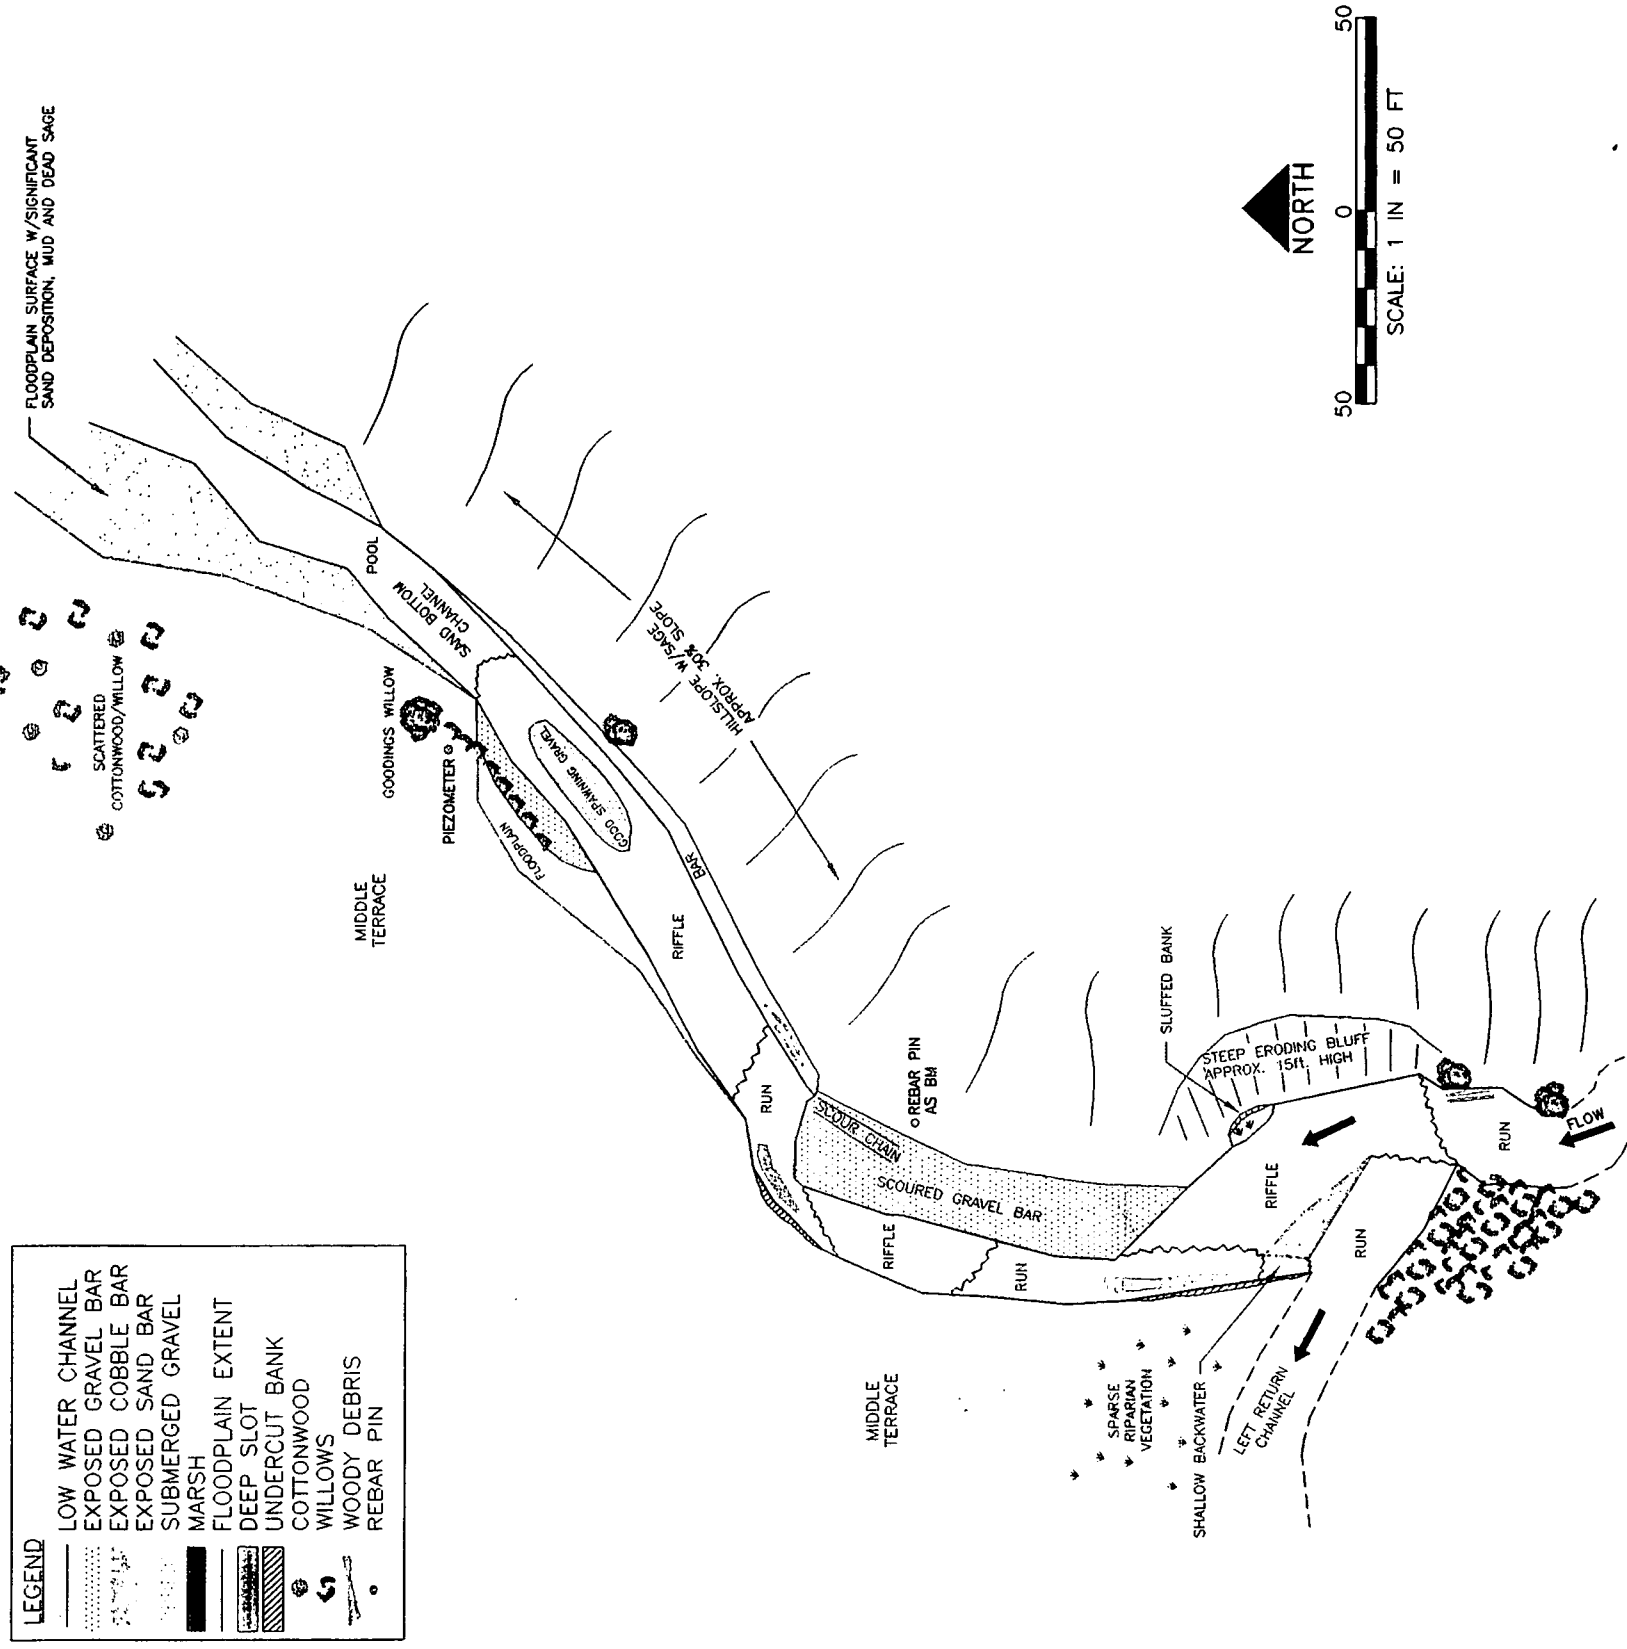 FLOODPLAIN SURFACE W/SIGNIFICANT
SAND DEPOSITION, MUD AND DEAD SAGE
SCATTERED
COTTONWOOD/WILLOW
GOODINGS WILLOW
PIEZOMETER
MIDDLE
TERRACE
FLOODPLAIN
POOL
SAND BOTTOM
CHANNEL
GOOD SPAWNING GRAVEL
HILLSLOPE W/SAGE
APPROX. 30% SLOPE
BAR
RIFFLE
RUN
SCOUR CHAIN
SCOURED GRAVEL BAR
REBAR PIN
AS BM
RIFFLE
RUN
SLUFFED BANK
STEEP ERODING BLUFF
APPROX. 15ft. HIGH
RIFFLE
RUN
FLOW
RUN
MIDDLE
TERRACE
SPARSE
RIPARIAN
VEGETATION
SHALLOW BACKWATER
LEFT RETURN
CHANNEL
NORTH
50 0 50
SCALE: 1 IN = 50 FT
LEGEND
LOW WATER CHANNEL
EXPOSED GRAVEL BAR
EXPOSED COBBLE BAR
EXPOSED SAND BAR
SUBMERGED GRAVEL
MARSH
FLOODPLAIN EXTENT
DEEP SLOT
UNDERCUT BANK
COTTONWOOD
WILLOWS
WOODY DEBRIS
REBAR PIN